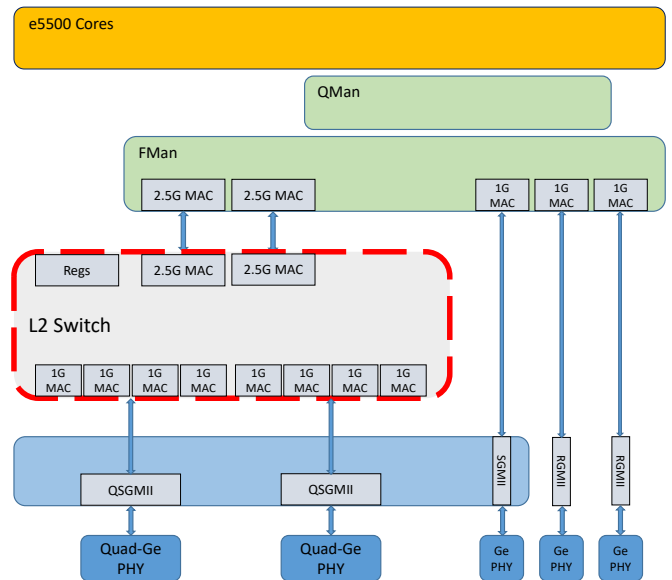 e5500 Cores
QMan
FMan
2.5G MAC
2.5G MAC
1G
MAC
1G
MAC
1G
MAC
Regs
2.5G MAC
2.5G MAC
L2 Switch
1G
MAC
1G
MAC
1G
MAC
1G
MAC
1G
MAC
1G
MAC
1G
MAC
1G
MAC
QSGMII
QSGMII
SGMII
RGMII
RGMII
Quad-Ge
PHY
Quad-Ge
PHY
Ge
PHY
Ge
PHY
Ge
PHY